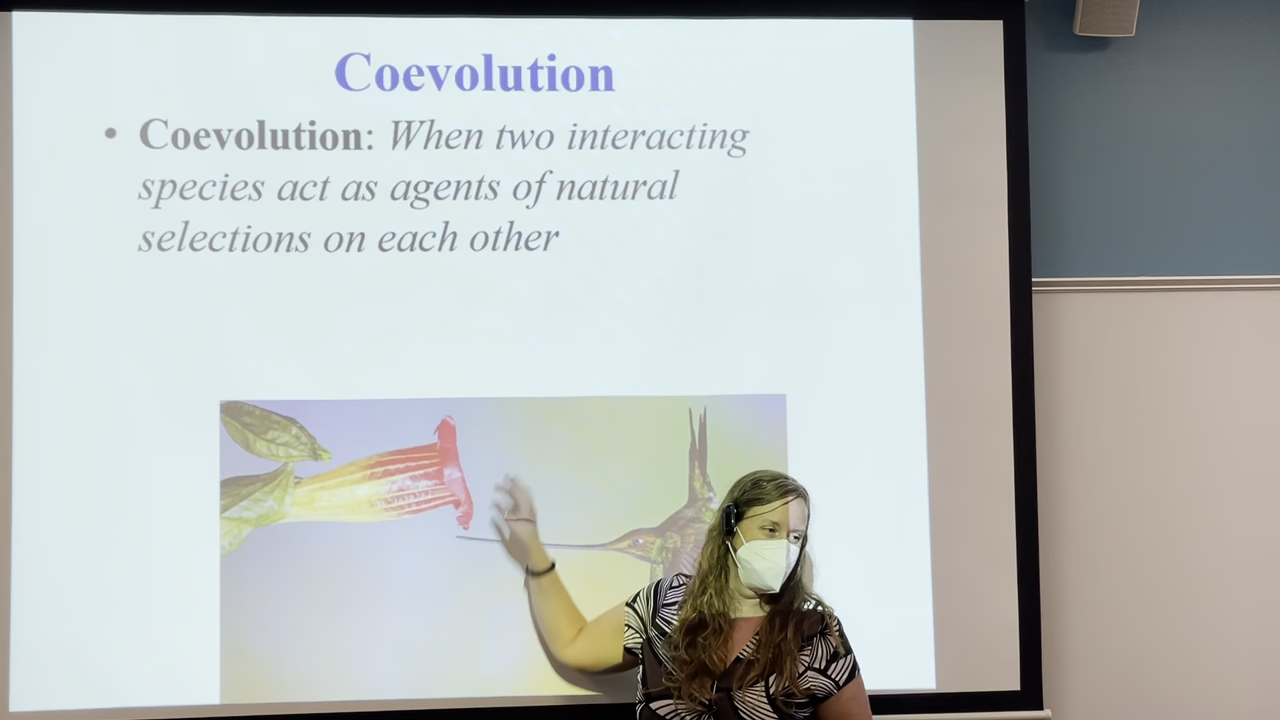 Coevolution
• Coevolution: When two interacting
species act as agents of natural
selections on each other